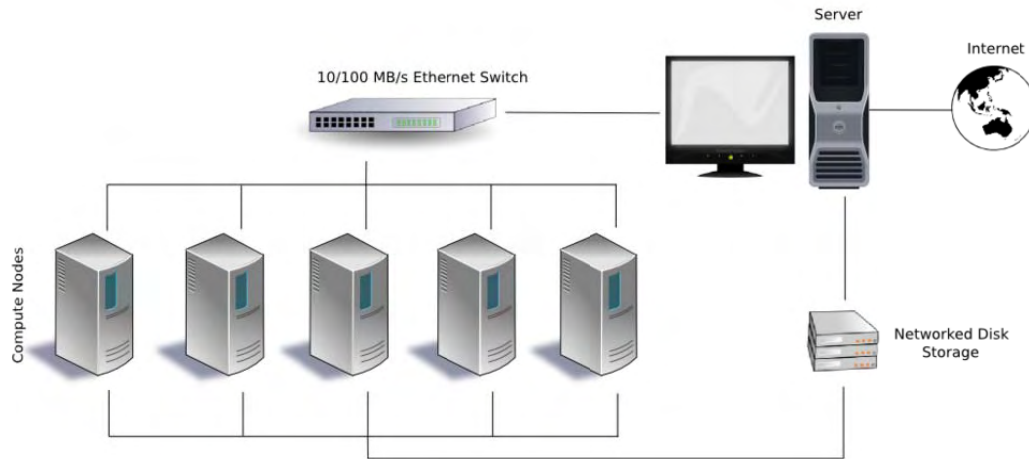 Server
Internet
10/100 MB/s Ethernet Switch
Compute Nodes
Networked Disk
Storage